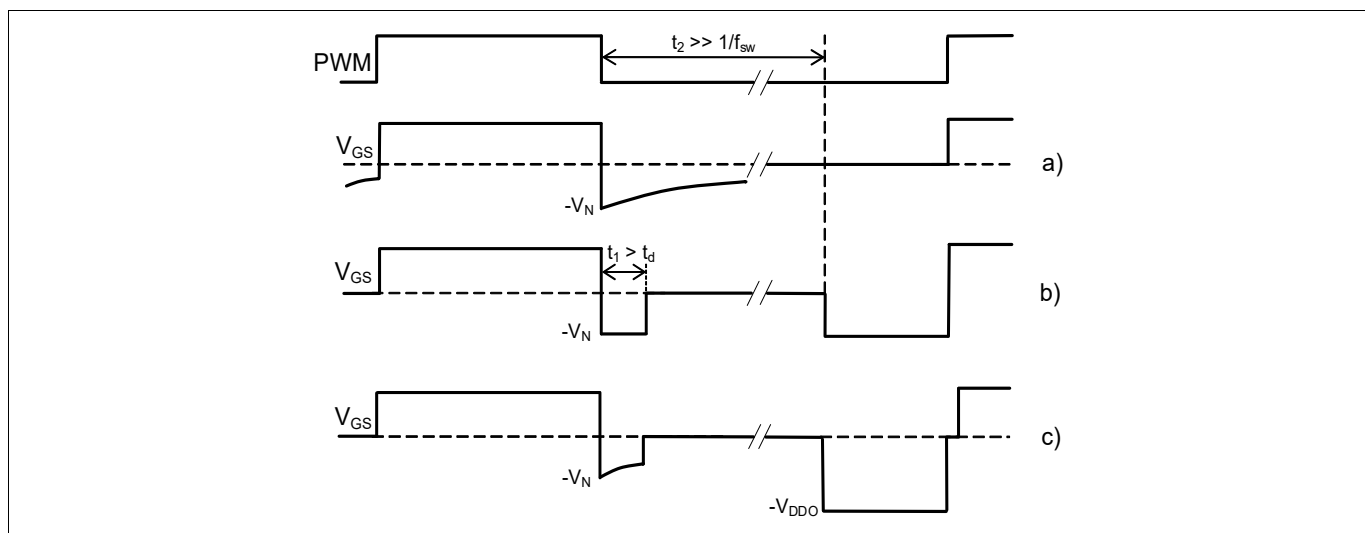 t₂ >> 1/fsw
PWM
VGS
a)
-VN
t₁ > td
VGS
b)
-VN
VGS
c)
-VN
-VDDO